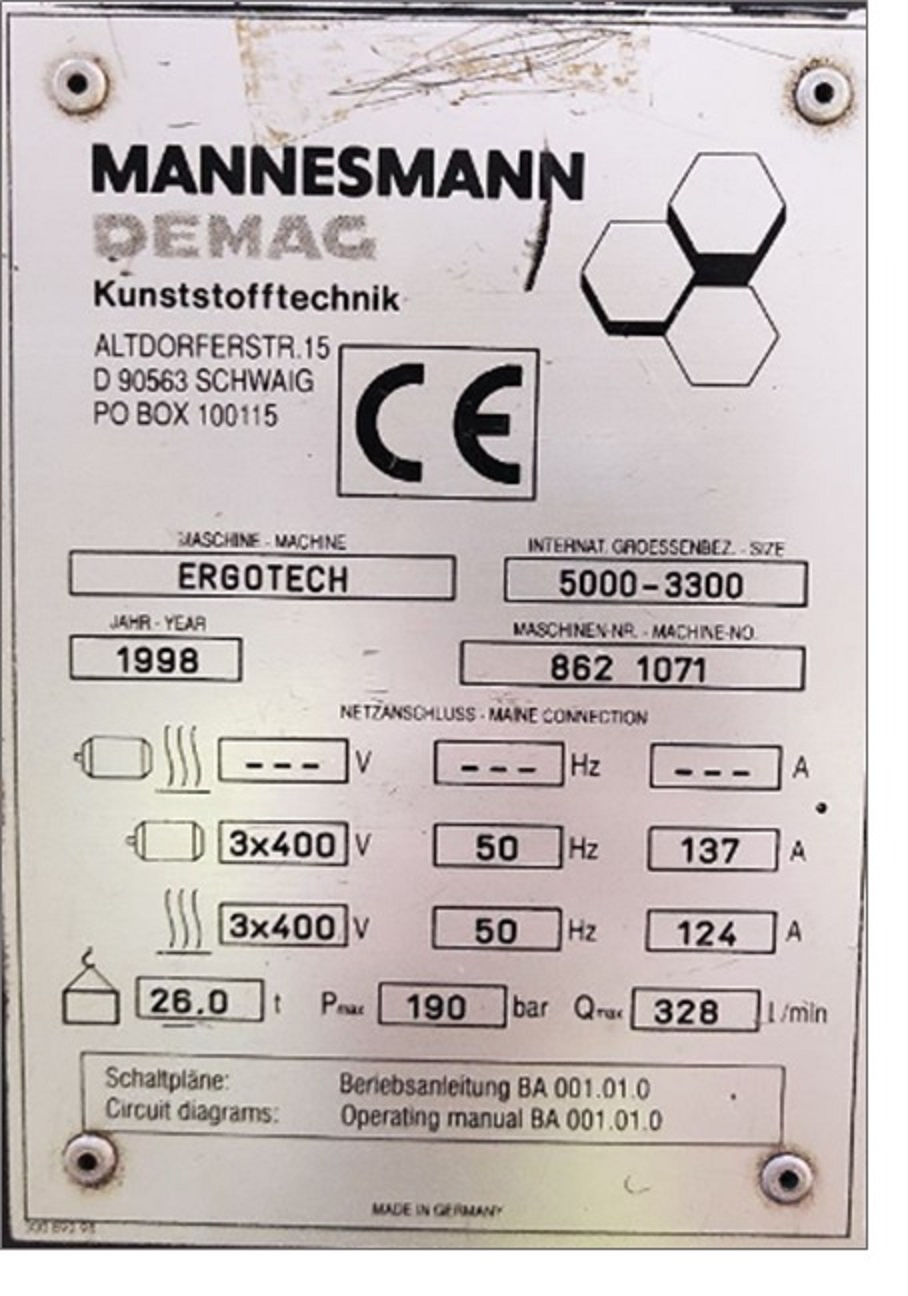 MANNESMANN
DEMAG
Kunststofftechnik
ALTDORFERSTR.15
D 90563 SCHWAIG
PO BOX 100115
CE
MASCHINE - MACHINE
INTERNAT. GROESSENBEZ. - SIZE
ERGOTECH
5000-3300
JAHR - YEAR
MASCHINEN-NR. - MACHINE-NO.
1998
862 1071
NETZANSCHLUSS - MAINE CONNECTION
--- V --- Hz --- A
3x400 V 50 Hz 137 A
3x400 V 50 Hz 124 A
26.0 t Pmax 190 bar Qmax 328 l/min
Schaltpläne: Beriebsanleitung BA 001.01.0
Circuit diagrams: Operating manual BA 001.01.0
MADE IN GERMANY